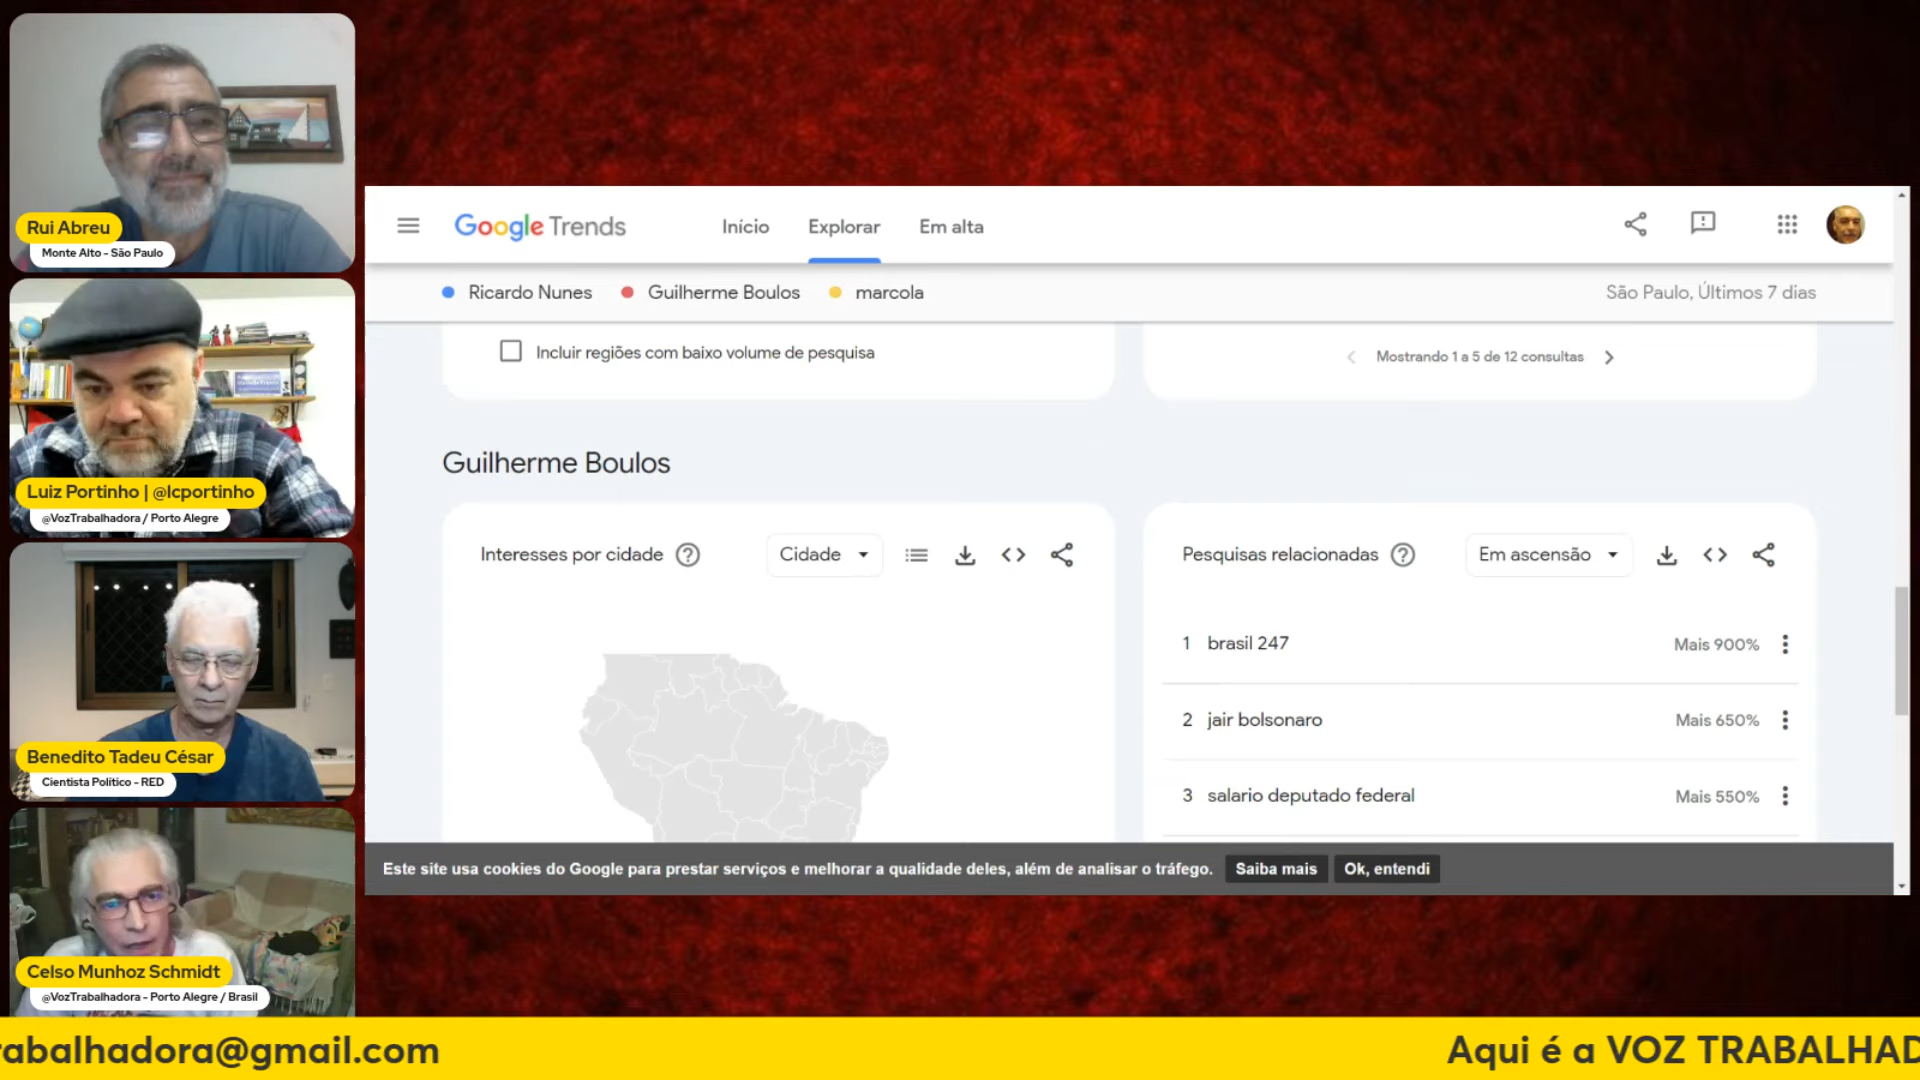 Rui Abreu
Monte Alto - São Paulo
Luiz Portinho | @lcportinho
@VozTrabalhadora / Porto Alegre
Benedito Tadeu César
Cientista Político - RED
Celso Munhoz Schmidt
@VozTrabalhadora - Porto Alegre / Brasil
Google Trends
Início
Explorar
Em alta
Ricardo Nunes
Guilherme Boulos
marcola
São Paulo, Últimos 7 dias
Incluir regiões com baixo volume de pesquisa
Mostrando 1 a 5 de 12 consultas
Guilherme Boulos
Interesses por cidade
Cidade
Pesquisas relacionadas
Em ascensão
1 brasil 247 Mais 900%
2 jair bolsonaro Mais 650%
3 salario deputado federal Mais 550%
Este site usa cookies do Google para prestar serviços e melhorar a qualidade deles, além de analisar o tráfego. Saiba mais Ok, entendi
rabalhadora@gmail.com
Aqui é a VOZ TRABALHAD